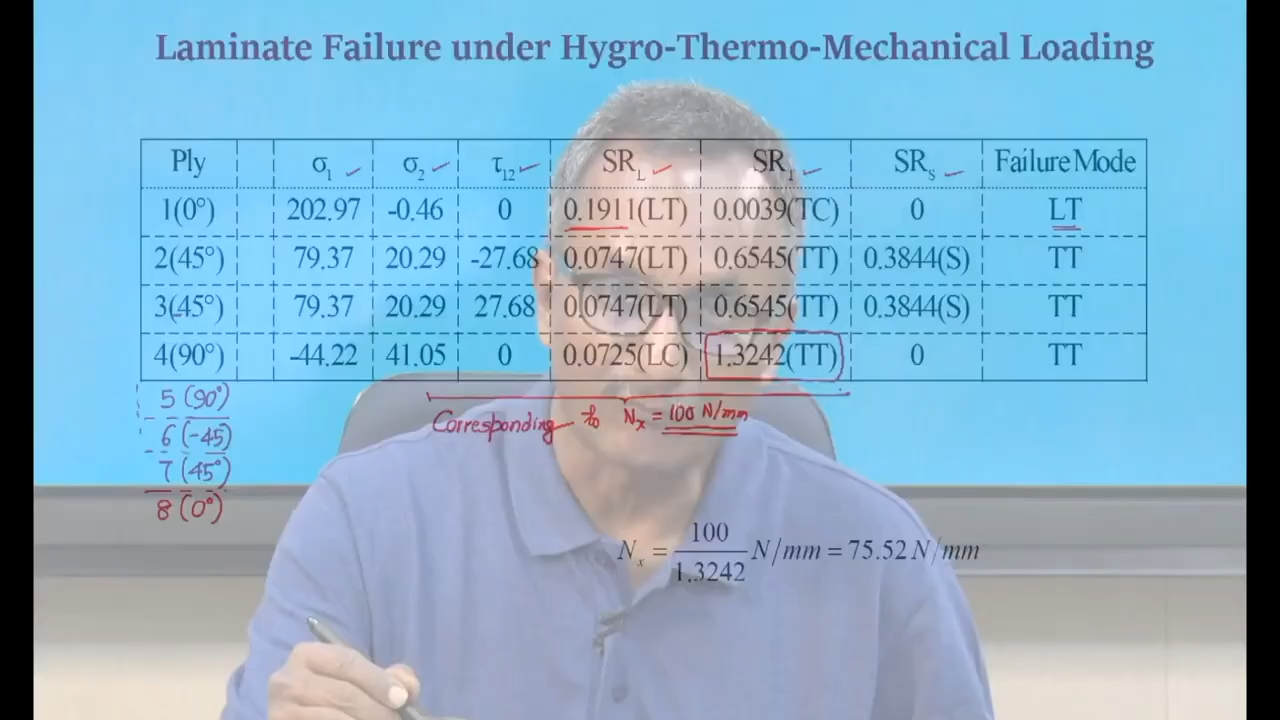 Laminate Failure under Hygro-Thermo-Mechanical Loading
Ply σ₁ σ₂ τ₁₂ SR_L SR_T SR_S Failure Mode
1(0°) 202.97 -0.46 0 0.1911(LT) 0.0039(TC) 0 LT
2(45°) 79.37 20.29 -27.68 0.0747(LT) 0.6545(TT) 0.3844(S) TT
3(-45°) 79.37 20.29 27.68 0.0747(LT) 0.6545(TT) 0.3844(S) TT
4(90°) -44.22 41.05 0 0.0725(LC) 1.3242(TT) 0 TT
5 (90°)
Corresponding to Nx = 100 N/mm
6 (-45)
7 (45°)
8 (0°)
N_x = 100/1.3242 N/mm = 75.52 N/mm